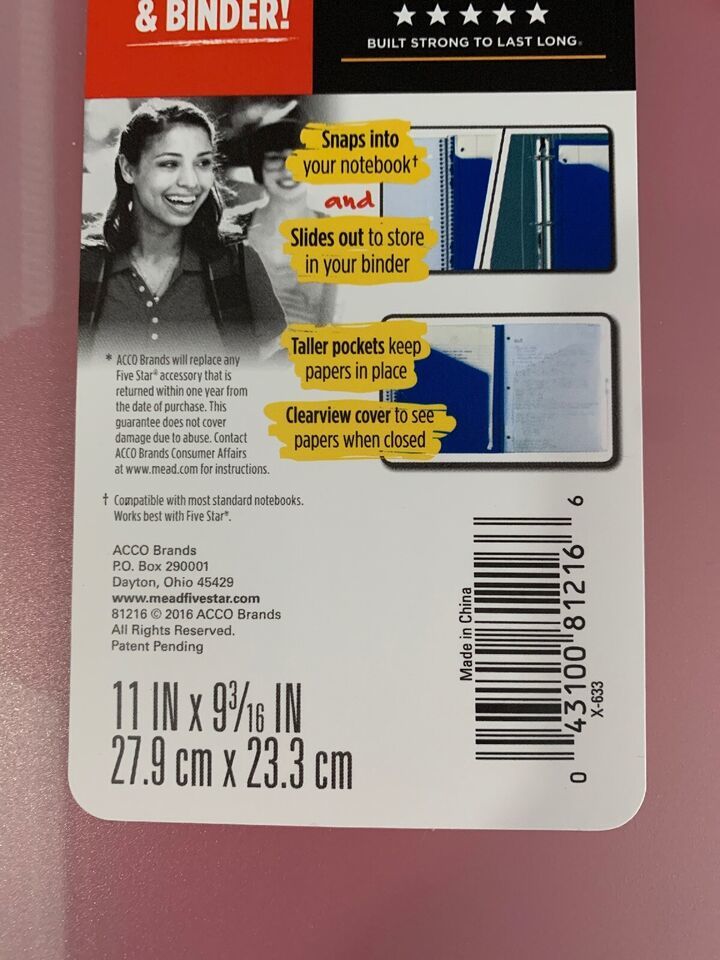 & BINDER!
★★★★★
BUILT STRONG TO LAST LONG®
Snaps into
your notebook†
and
Slides out to store
in your binder
Taller pockets keep
papers in place
Clearview cover to see
papers when closed
* ACCO Brands will replace any
Five Star® accessory that is
returned within one year from
the date of purchase. This
guarantee does not cover
damage due to abuse. Contact
ACCO Brands Consumer Affairs
at www.mead.com for instructions.
† Compatible with most standard notebooks.
Works best with Five Star®.
ACCO Brands
P.O. Box 290001
Dayton, Ohio 45429
www.meadfivestar.com
81216 © 2016 ACCO Brands
All Rights Reserved.
Patent Pending
11 IN x 9 3/16 IN
27.9 cm x 23.3 cm
Made in China
0 43100 81216 6
X-633